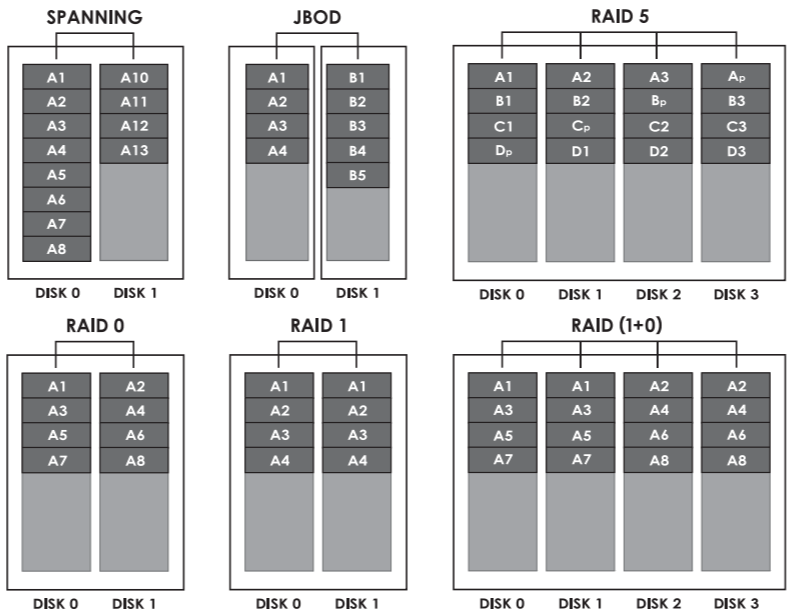 SPANNING JBOD RAID 5
A1 A10 A1 B1 A1 A2 A3 Ap
A2 A11 A2 B2 B1 B2 Bp B3
A3 A12 A3 B3 C1 Cp C2 C3
A4 A13 A4 B4 Dp D1 D2 D3
A5 B5
A6
A7
A8
DISK 0 DISK 1 DISK 0 DISK 1 DISK 0 DISK 1 DISK 2 DISK 3
RAID 0 RAID 1 RAID (1+0)
A1 A2 A1 A1 A1 A1 A2 A2
A3 A4 A2 A2 A3 A3 A4 A4
A5 A6 A3 A3 A5 A5 A6 A6
A7 A8 A4 A4 A7 A7 A8 A8
DISK 0 DISK 1 DISK 0 DISK 1 DISK 0 DISK 1 DISK 2 DISK 3